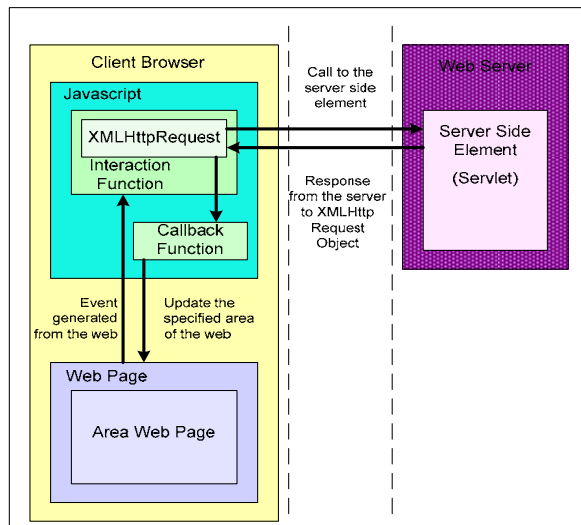 Client Browser
Javascript
XMLHttpRequest
Interaction
Function
Callback
Function
Event
generated
from the web
Update the
specified area
of the web
Web Page
Area Web Page
Call to the
server side
element
Response
from the server
to XMLHttp
Request
Object
Web Server
Server Side
Element
(Servlet)